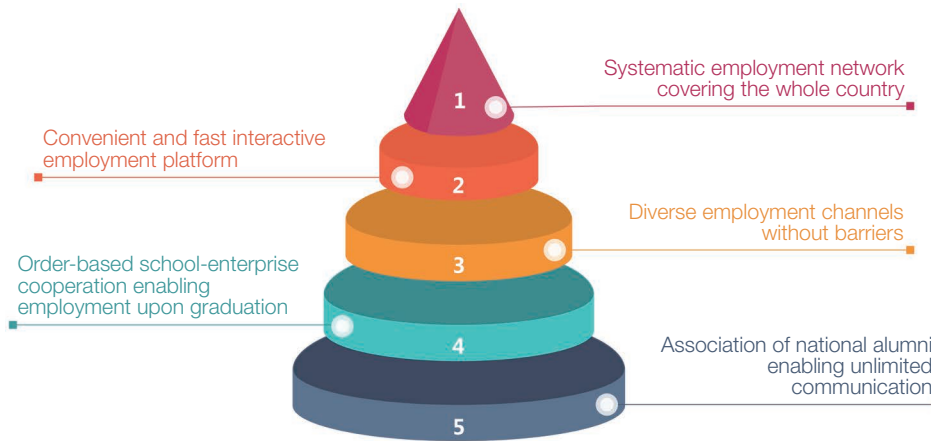 Systematic employment network
covering the whole country
1
Convenient and fast interactive
employment platform
2
Diverse employment channels
without barriers
3
Order-based school-enterprise
cooperation enabling
employment upon graduation
4
Association of national alumni
enabling unlimited
communication
5